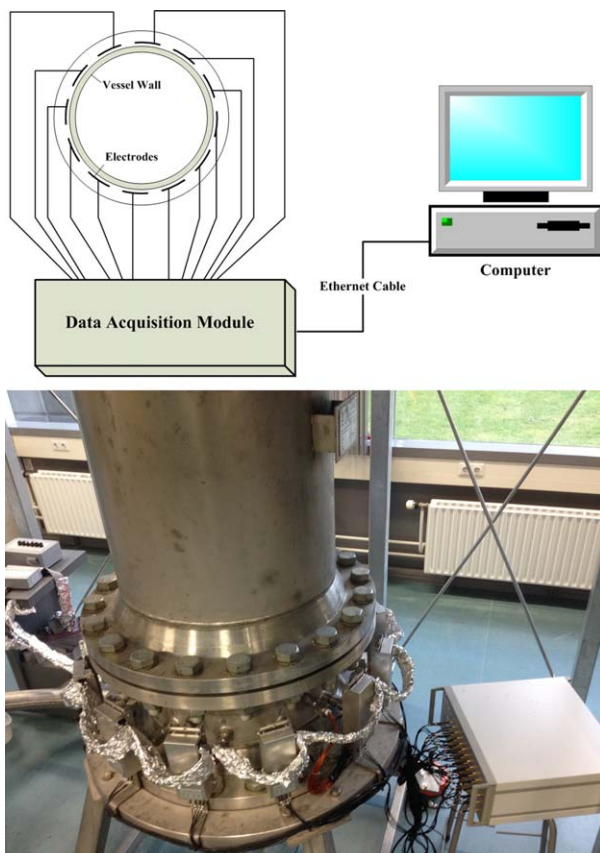 Vessel Wall
Electrodes
Data Acquisition Module
Ethernet Cable
Computer